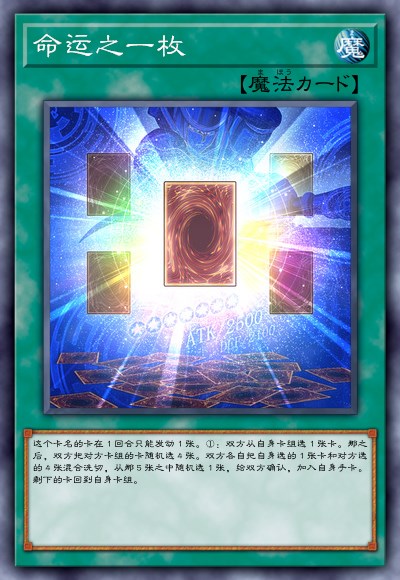 命运之一枚
魔
【魔法カード】
ATK 2500
这个卡名的卡在1回合只能发动1张。①：双方从自身卡组选1张卡。那之
后，双方把对方卡组的卡随机选4张。双方各自把自身选的1张卡和对方选
的4张混合洗切，从那5张之中随机选1张，给双方确认，加入自身手卡。
剩下的卡回到自身卡组。